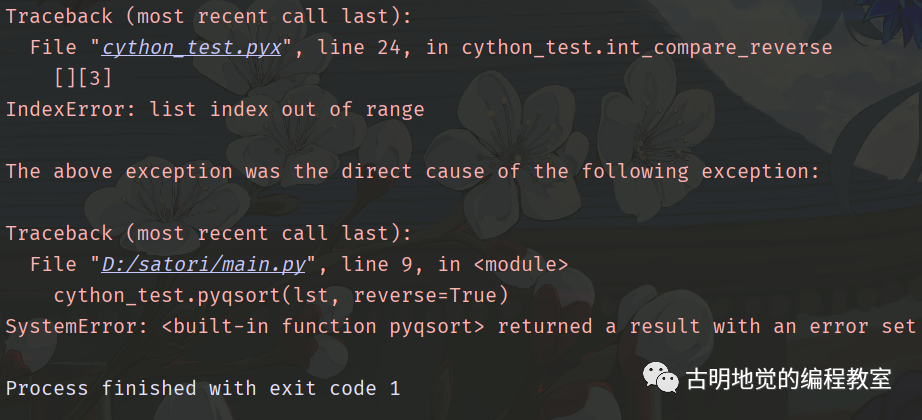 Traceback (most recent call last):
  File "cython_test.pyx", line 24, in cython_test.int_compare_reverse
    [][3]
IndexError: list index out of range

The above exception was the direct cause of the following exception:

Traceback (most recent call last):
  File "D:/satori/main.py", line 9, in <module>
    cython_test.pyqsort(lst, reverse=True)
SystemError: <built-in function pyqsort> returned a result with an error set

Process finished with exit code 1
古明地觉的编程教室